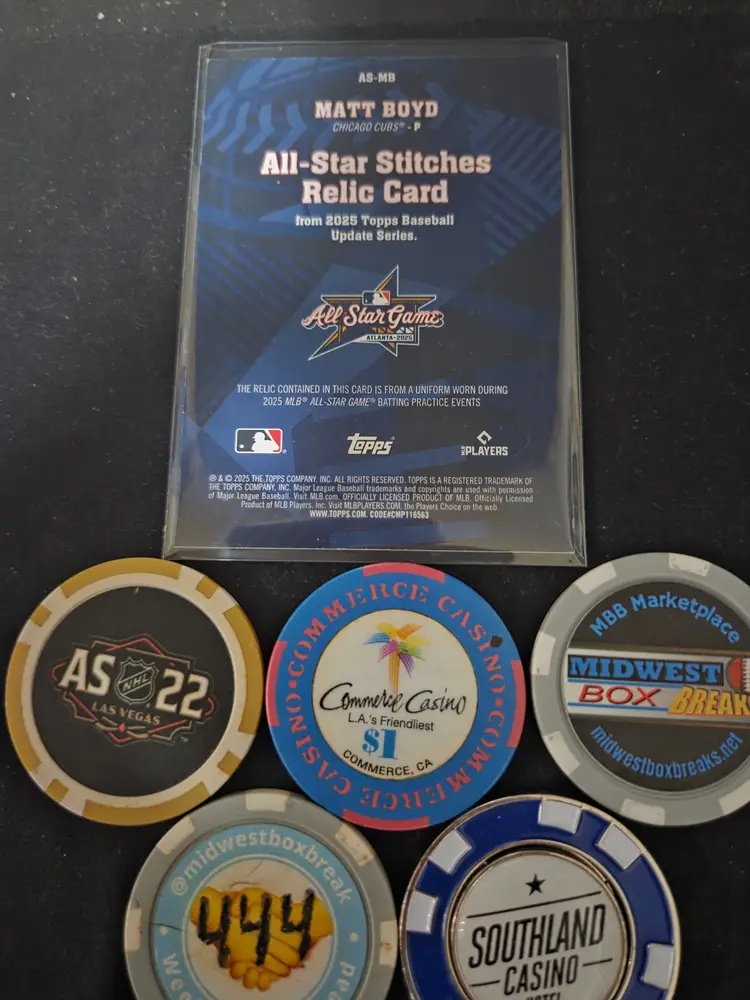 AS-MB
MATT BOYD
CHICAGO CUBS® - P
All-Star Stitches
Relic Card
from 2025 Topps Baseball
Update Series.
All Star Game
ATLANTA • 2025
THE RELIC CONTAINED IN THIS CARD IS FROM A UNIFORM WORN DURING
2025 MLB® ALL-STAR GAME® BATTING PRACTICE EVENTS
topps®
PLAYERS
® & © 2025 THE TOPPS COMPANY, INC. ALL RIGHTS RESERVED. TOPPS IS A REGISTERED TRADEMARK OF
THE TOPPS COMPANY, INC. Major League Baseball trademarks and copyrights are used with permission
of Major League Baseball. Visit MLB.com. OFFICIALLY LICENSED PRODUCT OF MLB. Officially Licensed
Product of MLB Players, Inc. Visit MLBPLAYERS.COM, the Players Choice on the web.
WWW.TOPPS.COM. CODE#CMP116563
AS NHL 22
LAS VEGAS
COMMERCE CASINO • COMMERCE CASINO •
Commerce Casino
L.A.'s Friendliest
$1
COMMERCE, CA
MBB Marketplace
MIDWEST
BOX BREAK
midwestboxbreaks.net
@midwestboxbreak
444
SOUTHLAND
CASINO